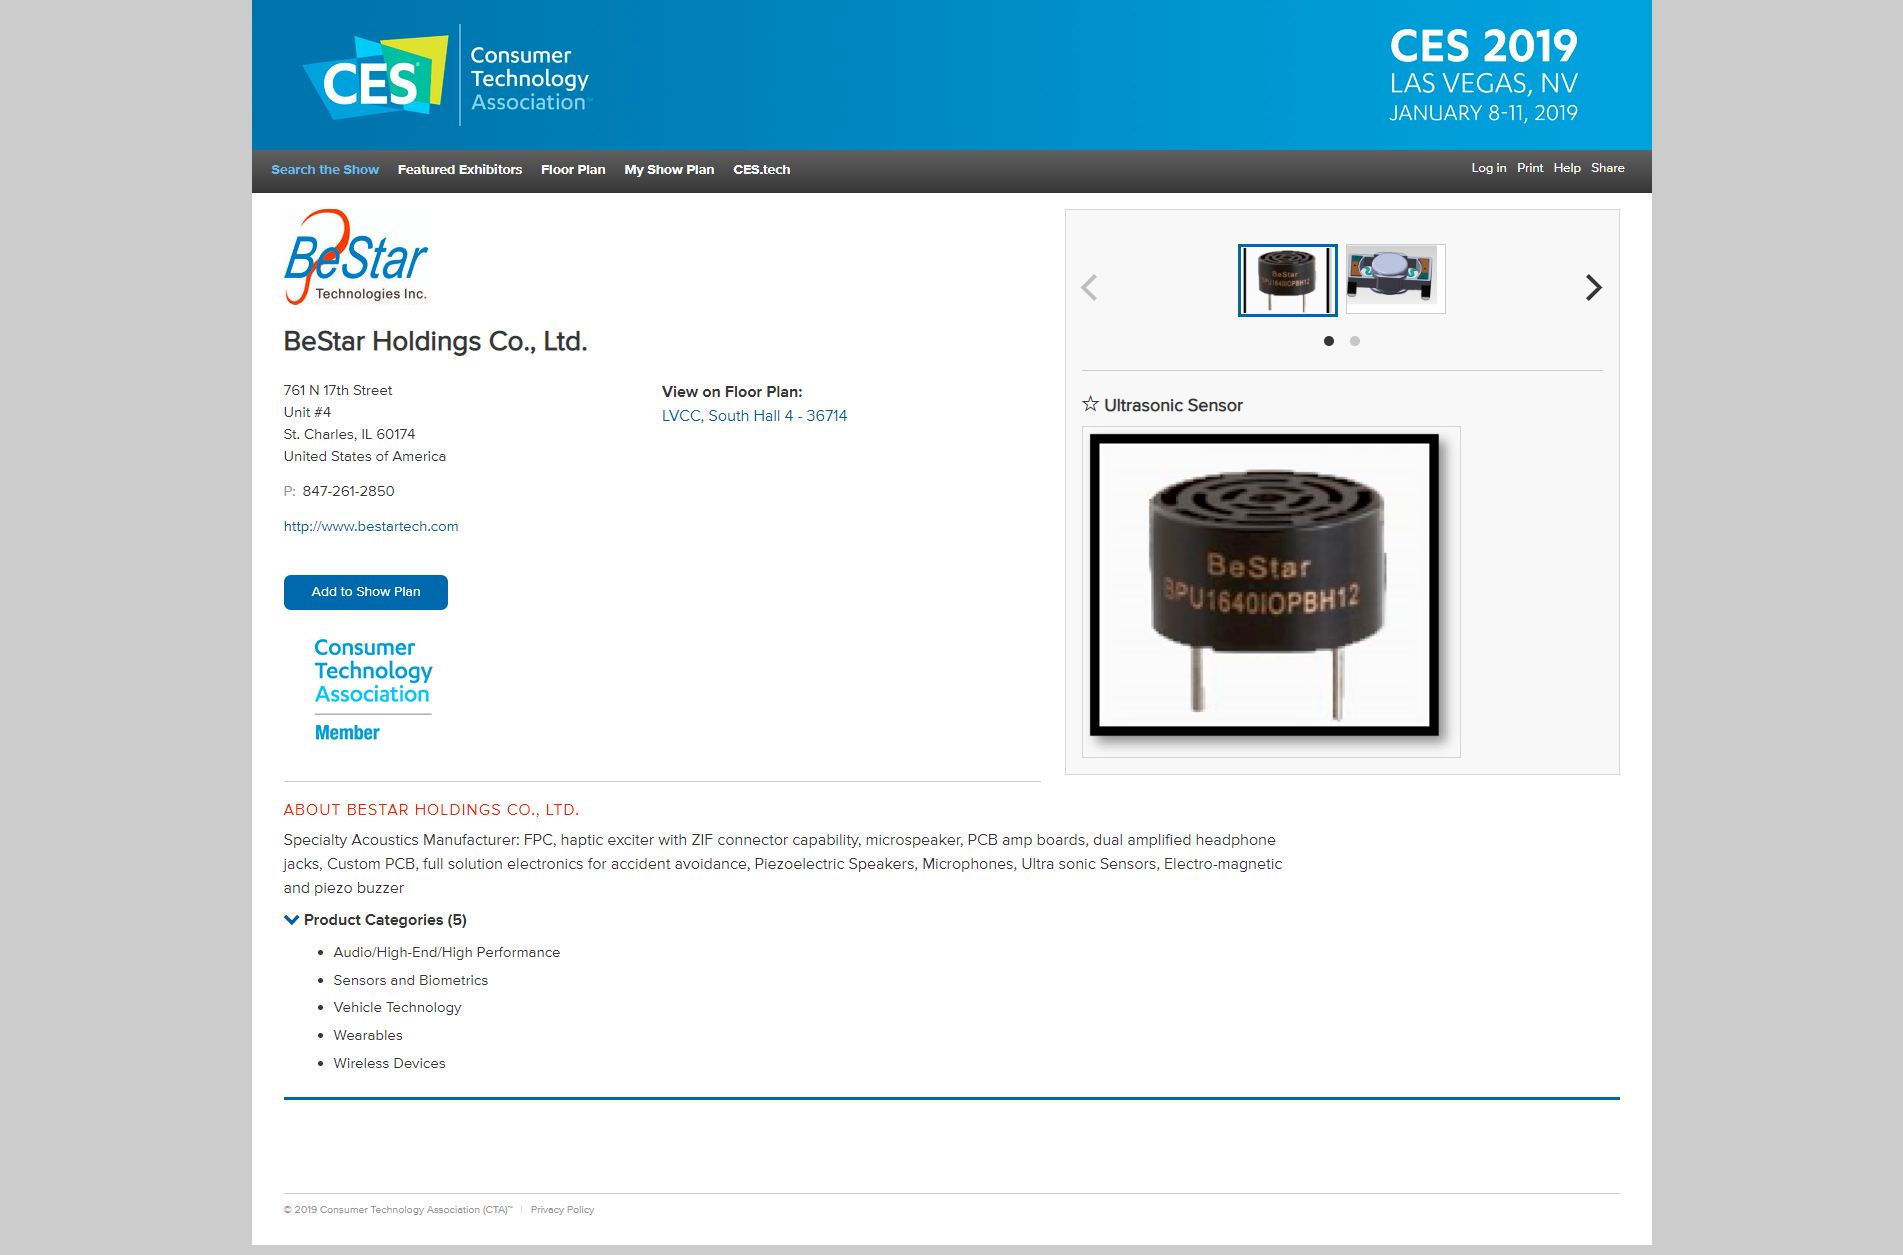 CES
Consumer
Technology
Association™
CES 2019
LAS VEGAS, NV
JANUARY 8-11, 2019
Search the Show Featured Exhibitors Floor Plan My Show Plan CES.tech Log in Print Help Share
BeStar
Technologies Inc.
BeStar Holdings Co., Ltd.
761 N 17th Street
Unit #4
St. Charles, IL 60174
United States of America
P: 847-261-2850
http://www.bestartech.com
View on Floor Plan:
LVCC, South Hall 4 - 36714
Add to Show Plan
Consumer
Technology
Association
Member
BeStar
BPU1640IOPBH12
Ultrasonic Sensor
BeStar
BPU1640IOPBH12
ABOUT BESTAR HOLDINGS CO., LTD.
Specialty Acoustics Manufacturer: FPC, haptic exciter with ZIF connector capability, microspeaker, PCB amp boards, dual amplified headphone
jacks, Custom PCB, full solution electronics for accident avoidance, Piezoelectric Speakers, Microphones, Ultra sonic Sensors, Electro-magnetic
and piezo buzzer
Product Categories (5)
• Audio/High-End/High Performance
• Sensors and Biometrics
• Vehicle Technology
• Wearables
• Wireless Devices
© 2019 Consumer Technology Association (CTA)™ | Privacy Policy